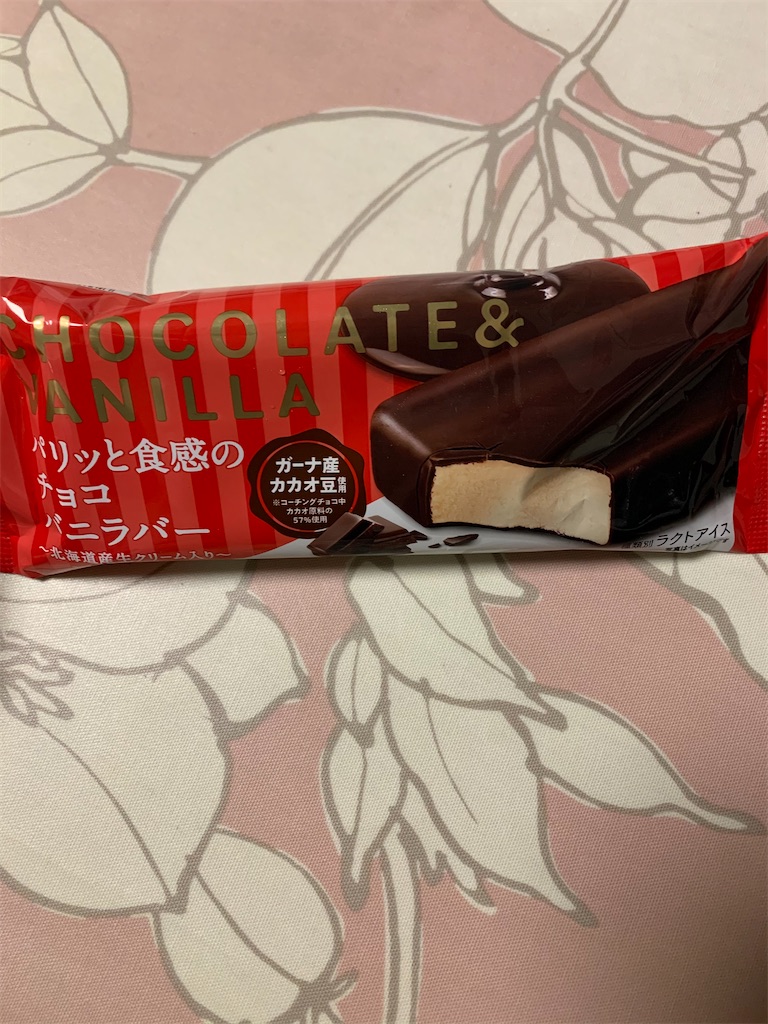 CHOCOLATE &
VANILLA
パリッと食感の
チョコ
バニラバー
～北海道産生クリーム入り～
ガーナ産
カカオ豆使用
※コーチングチョコ中
カカオ原料の
57%使用
種類別 ラクトアイス